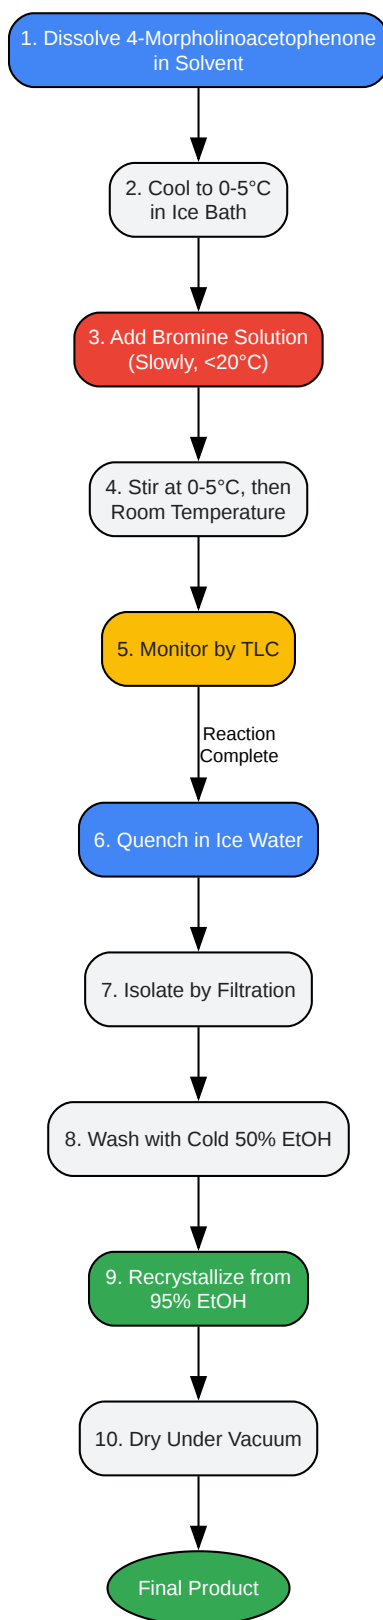 1. Dissolve 4-Morpholinoacetophenone
in Solvent
2. Cool to 0-5°C
in Ice Bath
3. Add Bromine Solution
(Slowly, <20°C)
4. Stir at 0-5°C, then
Room Temperature
5. Monitor by TLC
Reaction
Complete
6. Quench in Ice Water
7. Isolate by Filtration
8. Wash with Cold 50% EtOH
9. Recrystallize from
95% EtOH
10. Dry Under Vacuum
Final Product